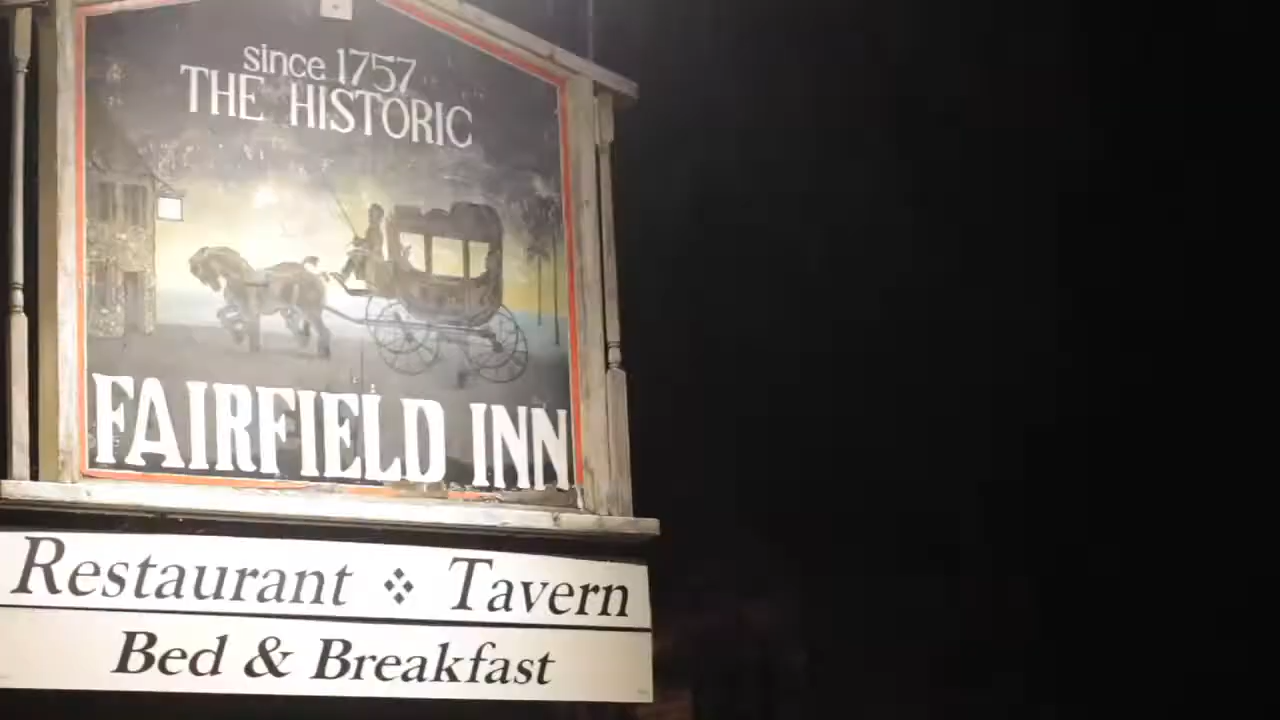 since 1757
THE HISTORIC
FAIRFIELD INN
Restaurant ❖ Tavern
Bed & Breakfast